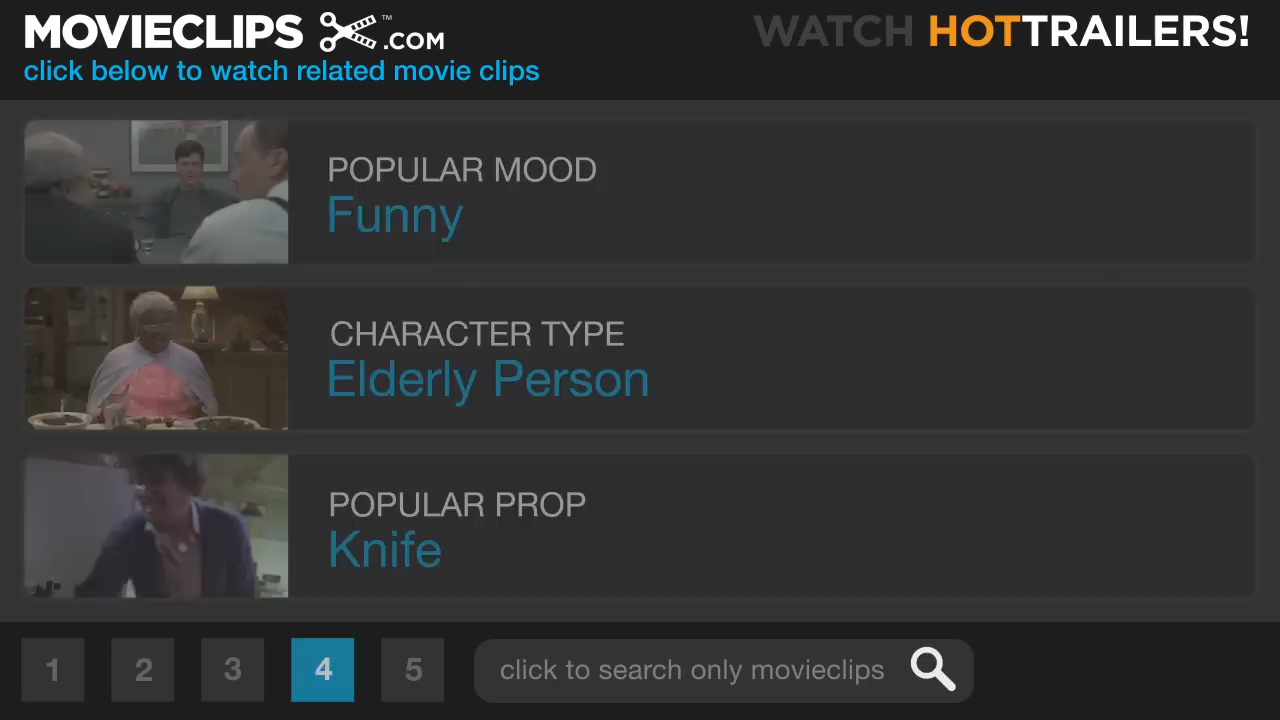 MOVIECLIPS ™ .COM
WATCH HOTTRAILERS!
click below to watch related movie clips
POPULAR MOOD
Funny
CHARACTER TYPE
Elderly Person
POPULAR PROP
Knife
1 2 3 4 5
click to search only movieclips